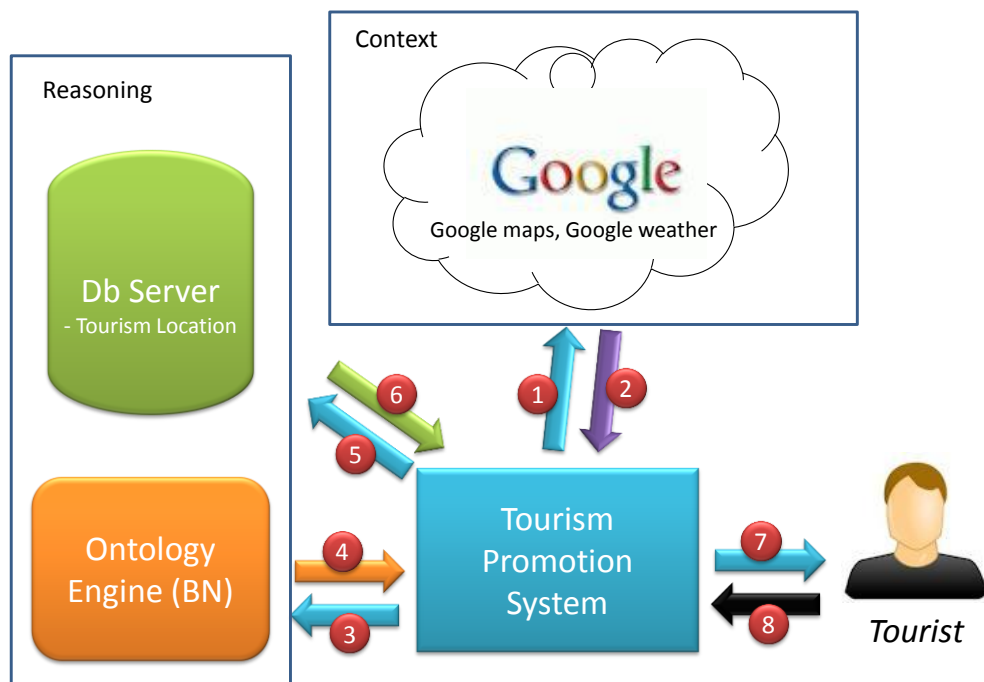 Context
Reasoning
Google
Google maps, Google weather
Db Server
- Tourism Location
1
2
6
5
Tourism
Promotion
System
Ontology
Engine (BN)
4
3
7
8
Tourist